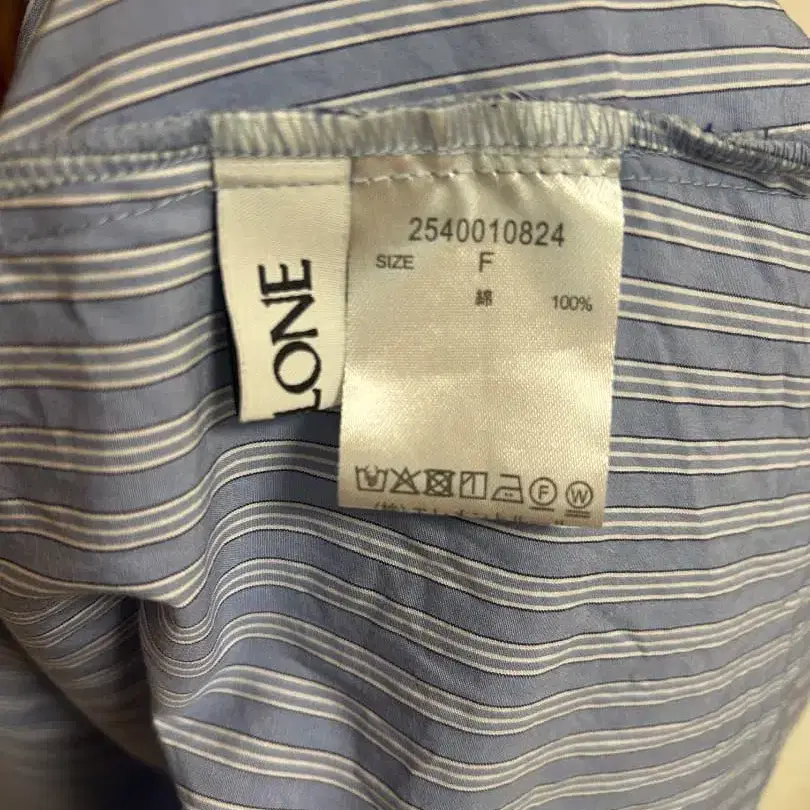 LONE
2540010824
SIZE F
綿 100%
F W